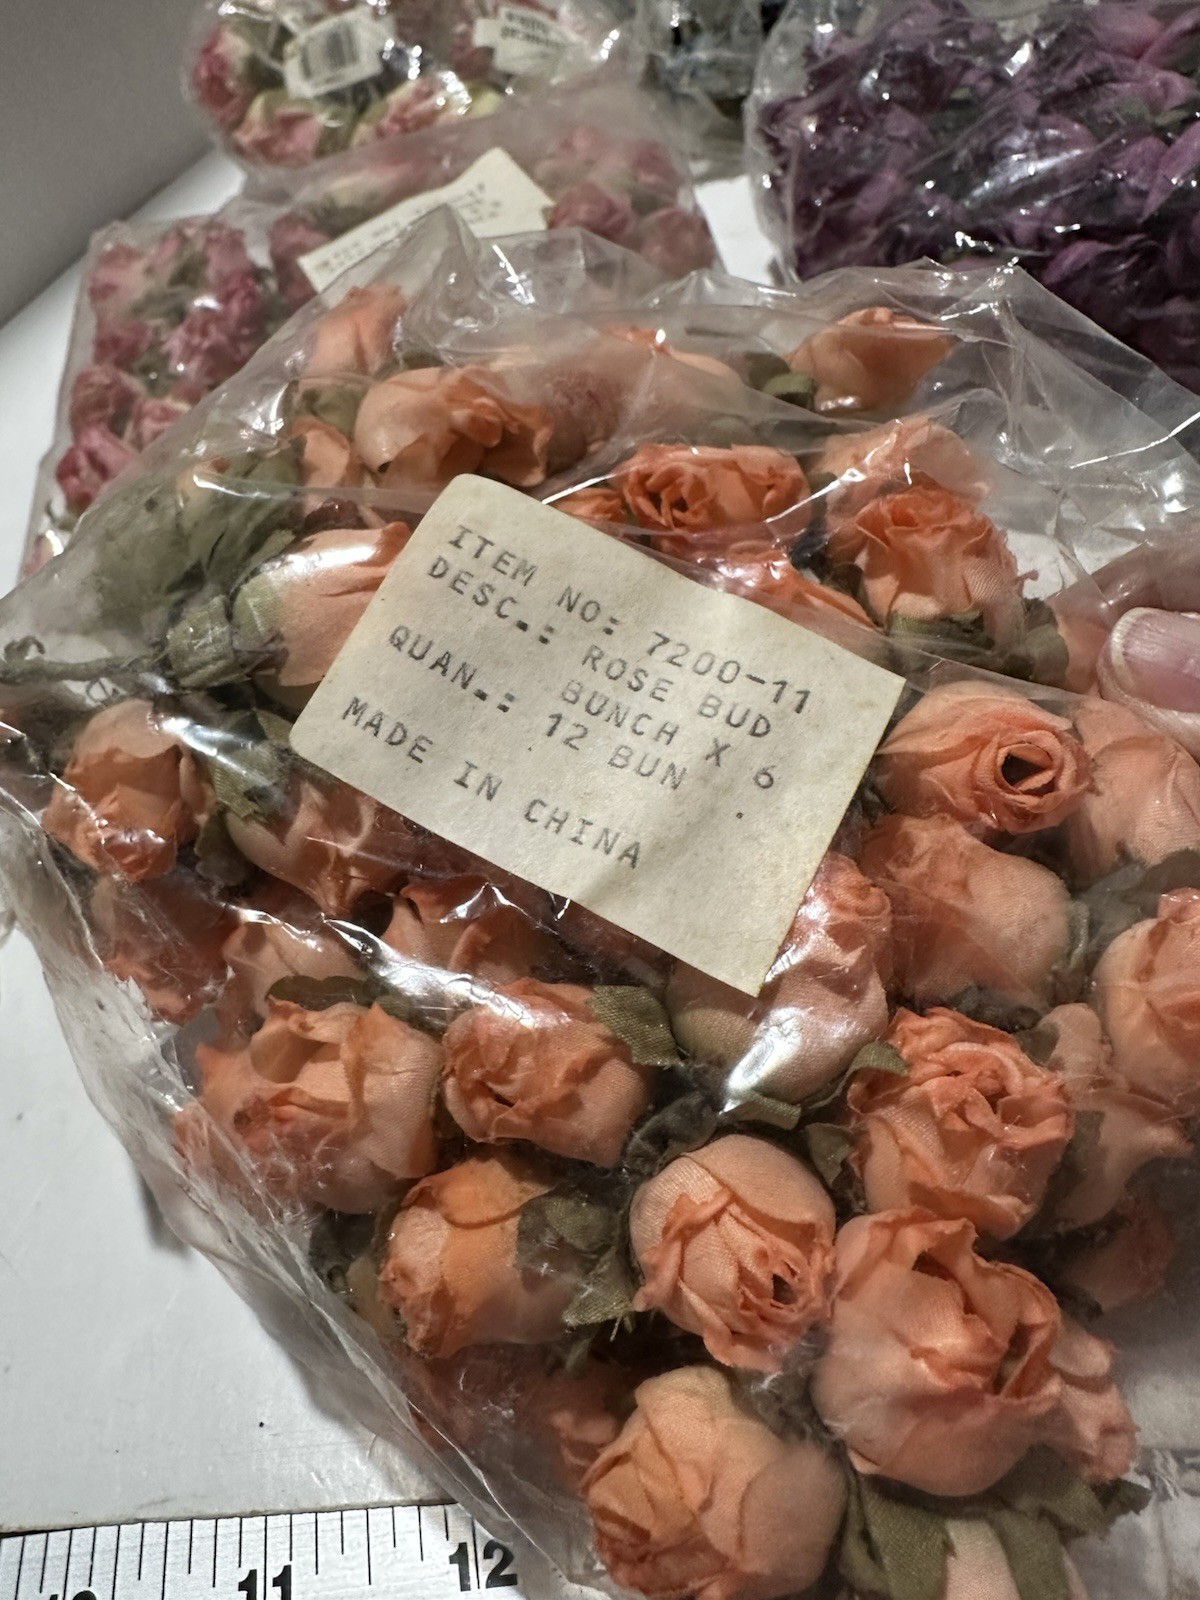 ITEM NO: 7200-11
DESC.: ROSE BUD
BUNCH X 6
QUAN.: 12 BUN
MADE IN CHINA
11
12